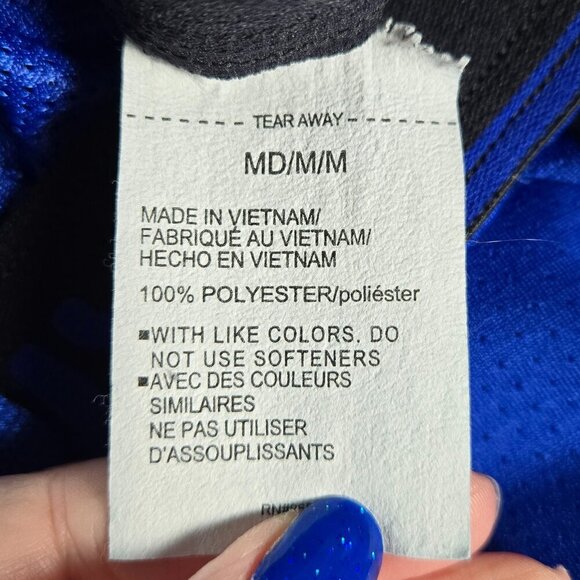 TEAR AWAY
MD/M/M
MADE IN VIETNAM/
FABRIQUÉ AU VIETNAM/
HECHO EN VIETNAM
100% POLYESTER/poliéster
▪WITH LIKE COLORS. DO
NOT USE SOFTENERS
▪AVEC DES COULEURS
SIMILAIRES
NE PAS UTILISER
D'ASSOUPLISSANTS